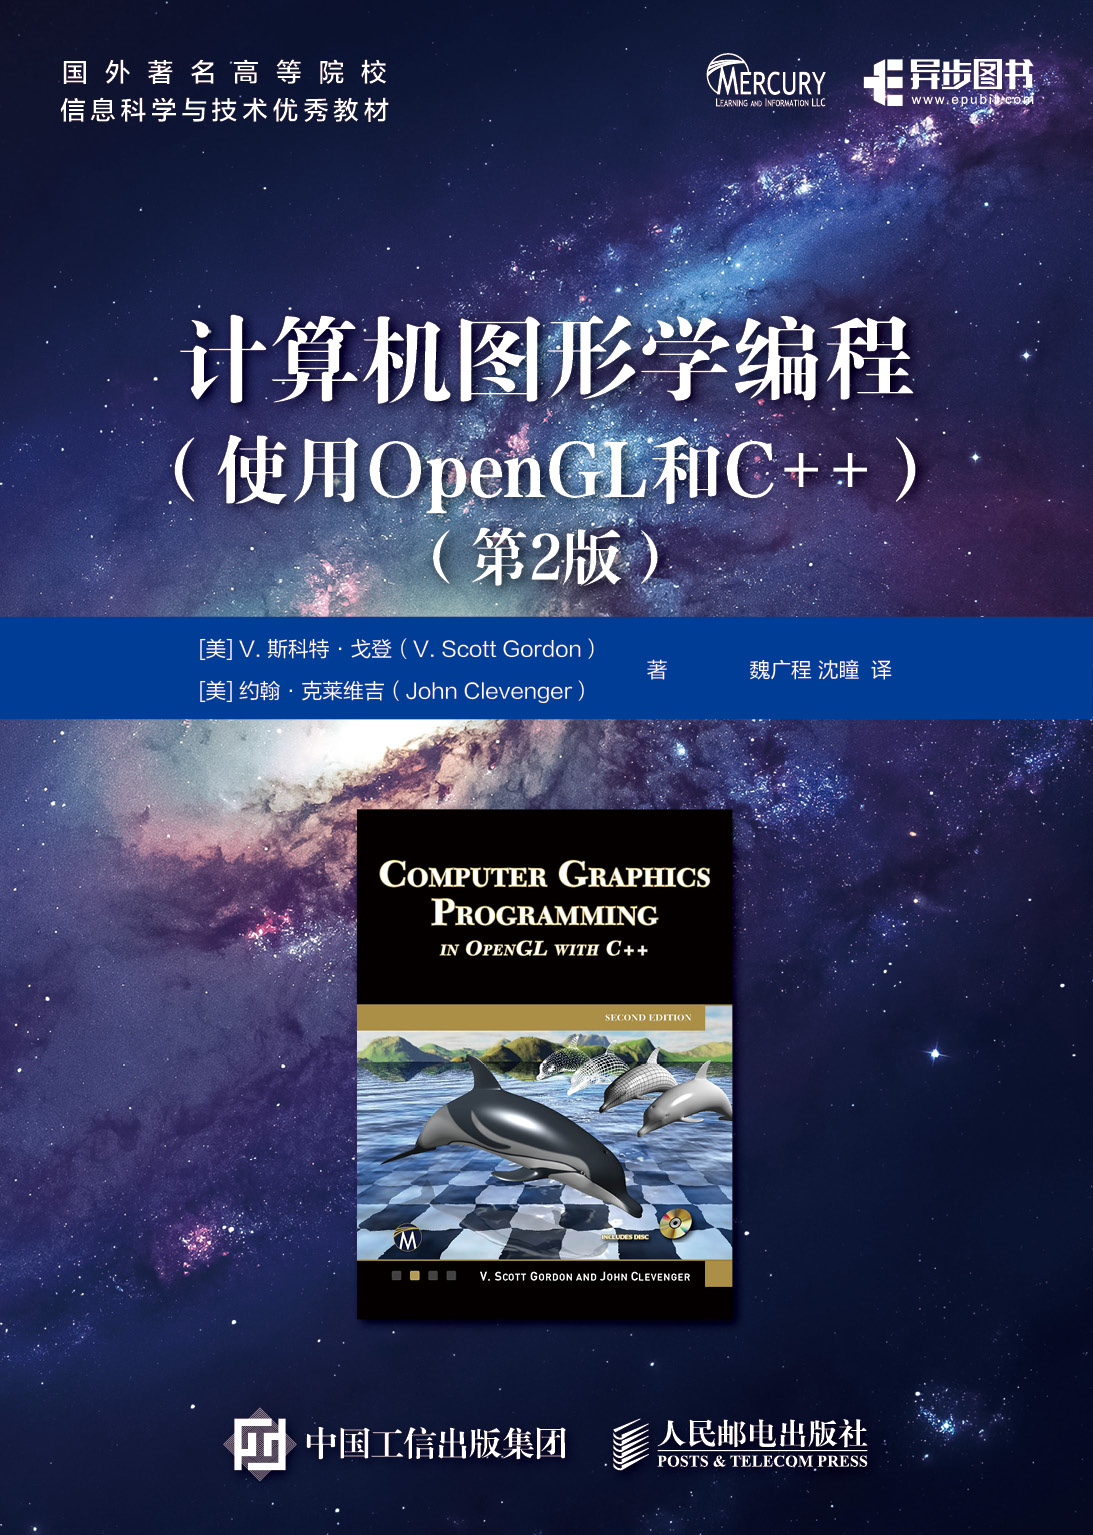 国外著名高等院校
信息科学与技术优秀教材
MERCURY
LEARNING AND INFORMATION LLC
异步图书
www.epubit.com
计算机图形学编程
（使用OpenGL和C++）
（第2版）
[美] V. 斯科特·戈登（V. Scott Gordon）
[美] 约翰·克莱维吉（John Clevenger）
著
魏广程 沈瞳 译
COMPUTER GRAPHICS
PROGRAMMING
IN OPENGL WITH C++
SECOND EDITION
INCLUDES DISC
M
V. SCOTT GORDON AND JOHN CLEVENGER
中国工信出版集团
人民邮电出版社
POSTS & TELECOM PRESS